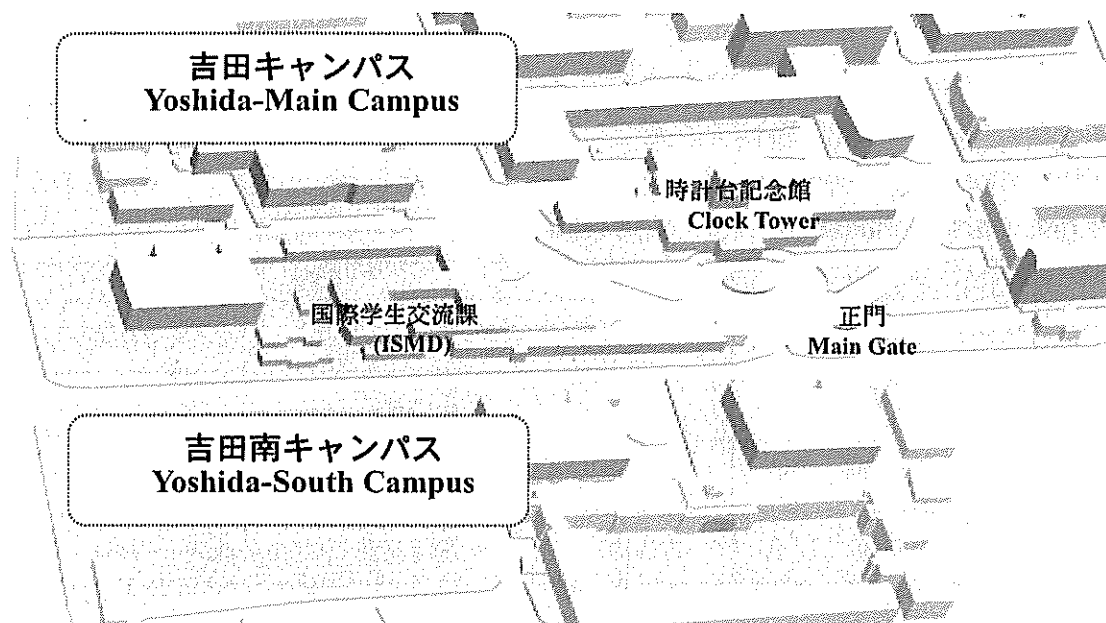 吉田キャンパス
Yoshida-Main Campus
時計台記念館
Clock Tower
国際学生交流課
(ISMD)
正門
Main Gate
吉田南キャンパス
Yoshida-South Campus